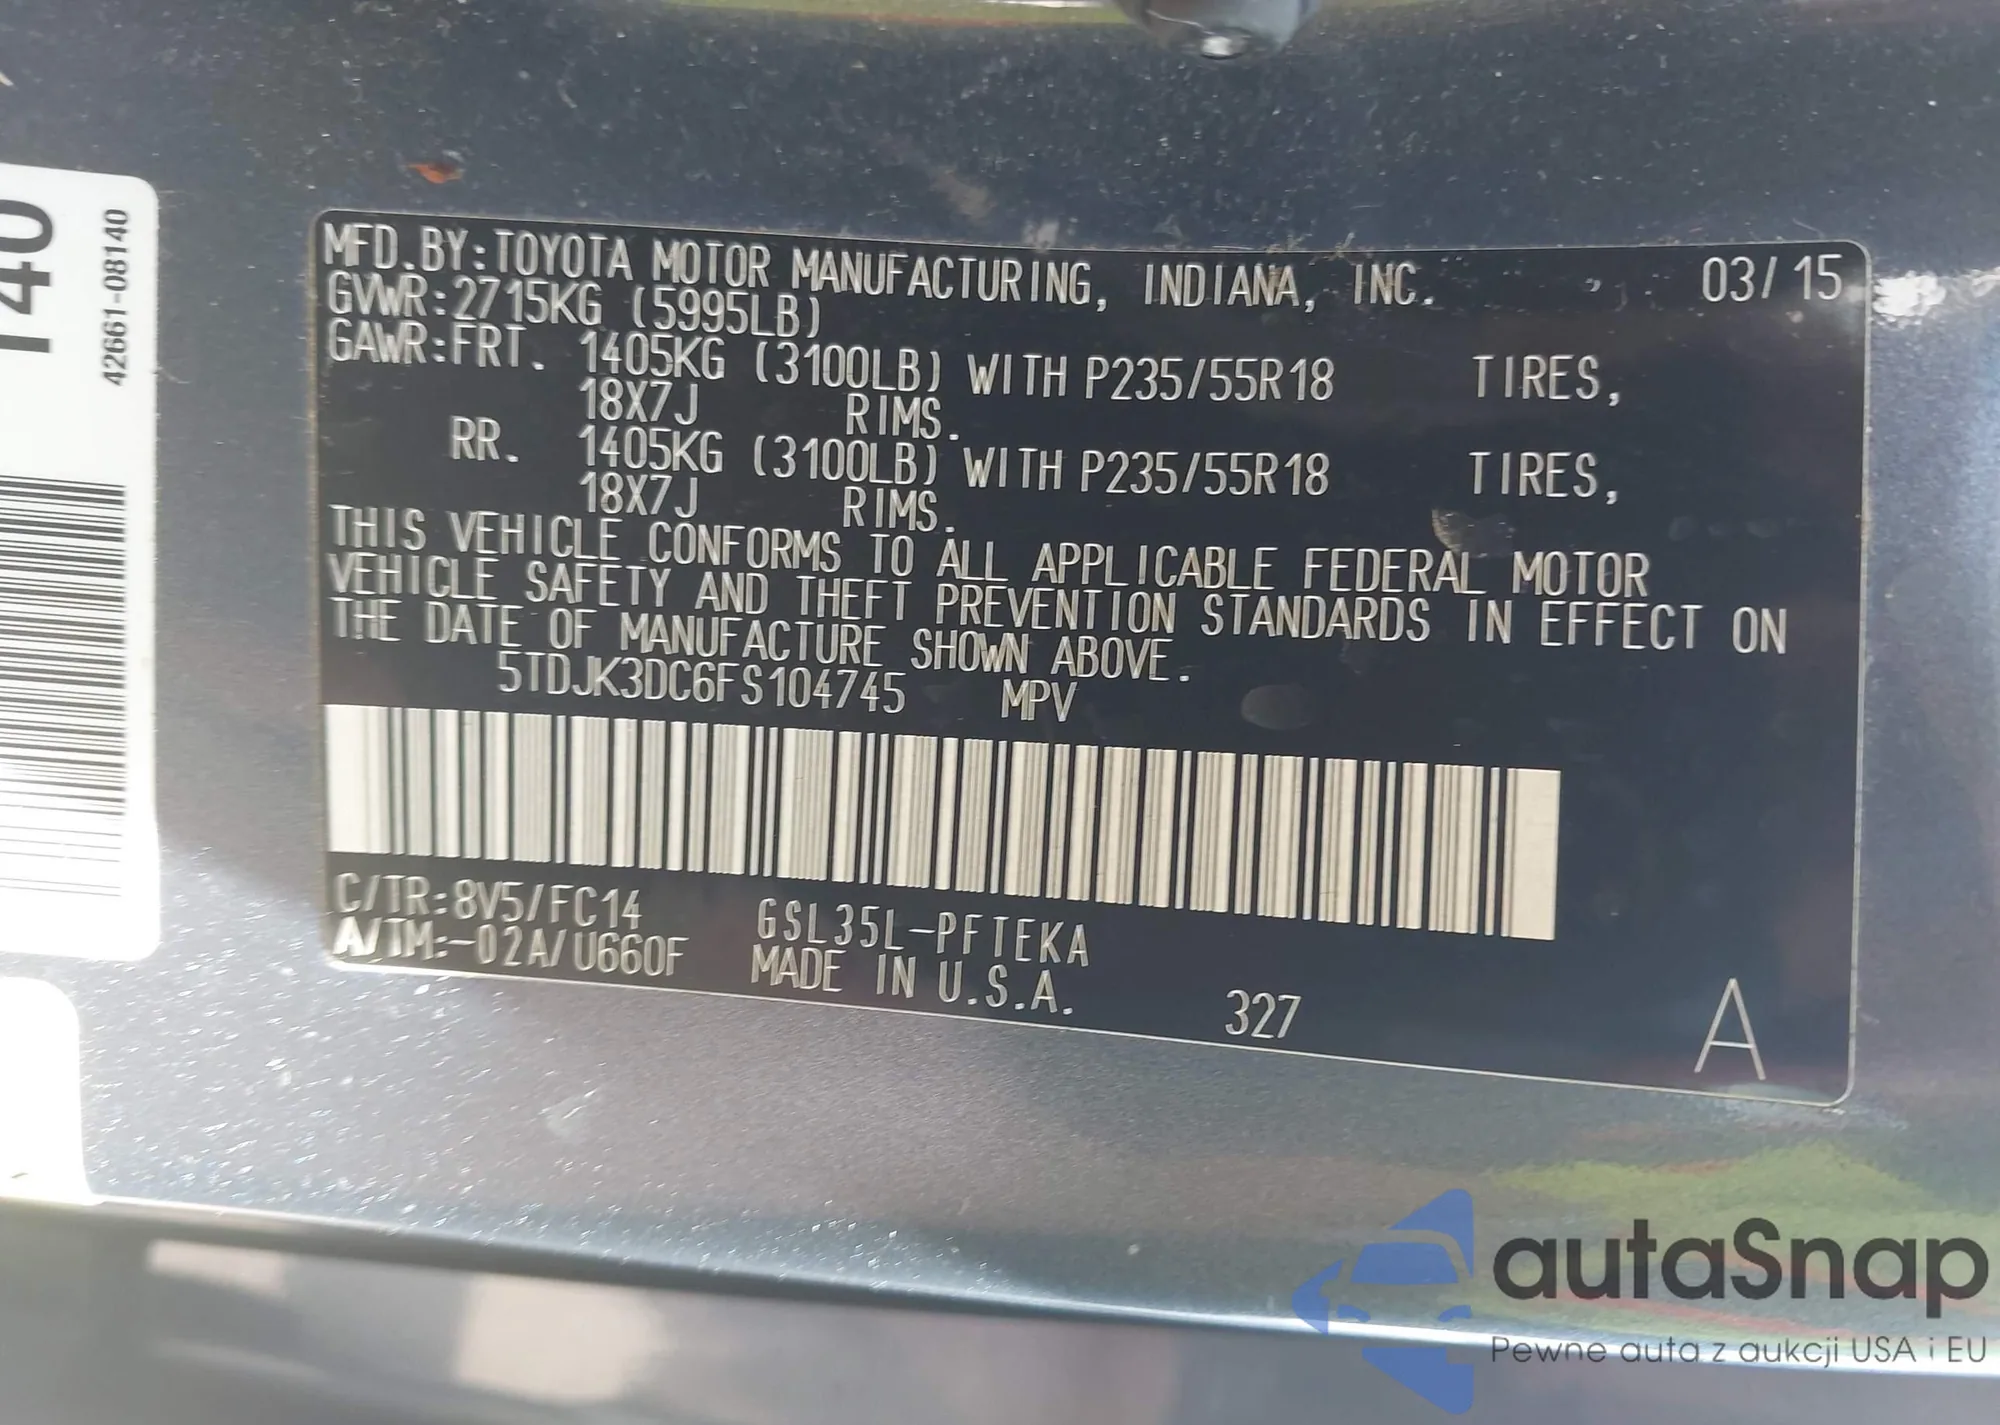 140
42661-08140
MFD.BY:TOYOTA MOTOR MANUFACTURING, INDIANA, INC. 03/15
GVWR:2715KG (5995LB)
GAWR:FRT. 1405KG (3100LB) WITH P235/55R18 TIRES,
18X7J RIMS.
RR. 1405KG (3100LB) WITH P235/55R18 TIRES,
18X7J RIMS.
THIS VEHICLE CONFORMS TO ALL APPLICABLE FEDERAL MOTOR
VEHICLE SAFETY AND THEFT PREVENTION STANDARDS IN EFFECT ON
THE DATE OF MANUFACTURE SHOWN ABOVE.
5TDJK3DC6FS104745 MPV
C/TR:8V5/FC14 GSL35L-PFTEKA
A/TM:-02A/U660F MADE IN U.S.A.
327 A
autaSnap
Pewne auta z aukcji USA i EU